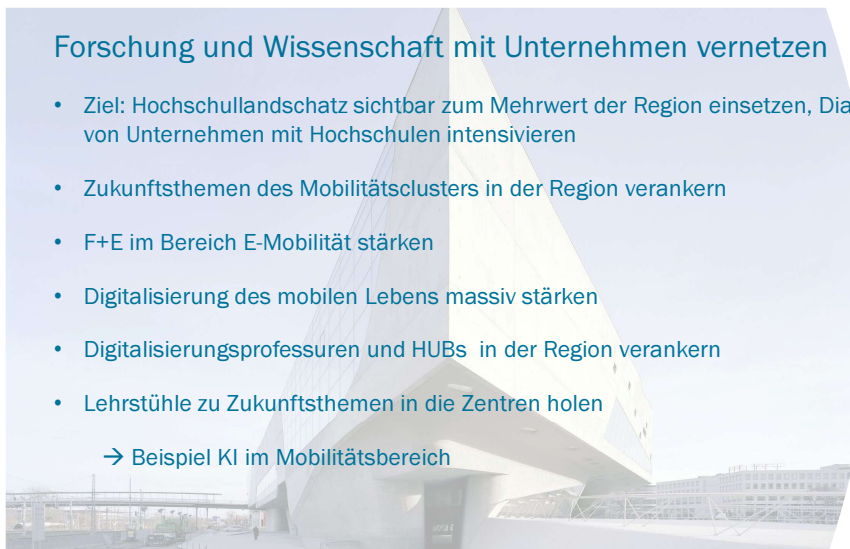 Forschung und Wissenschaft mit Unternehmen vernetzen
• Ziel: Hochschullandschaft sichtbar zum Mehrwert der Region einsetzen, Dia
von Unternehmen mit Hochschulen intensivieren
• Zukunftsthemen des Mobilitätsclusters in der Region verankern
• F+E im Bereich E-Mobilität stärken
• Digitalisierung des mobilen Lebens massiv stärken
• Digitalisierungsprofessuren und HUBs in der Region verankern
• Lehrstühle zu Zukunftsthemen in die Zentren holen
→ Beispiel KI im Mobilitätsbereich